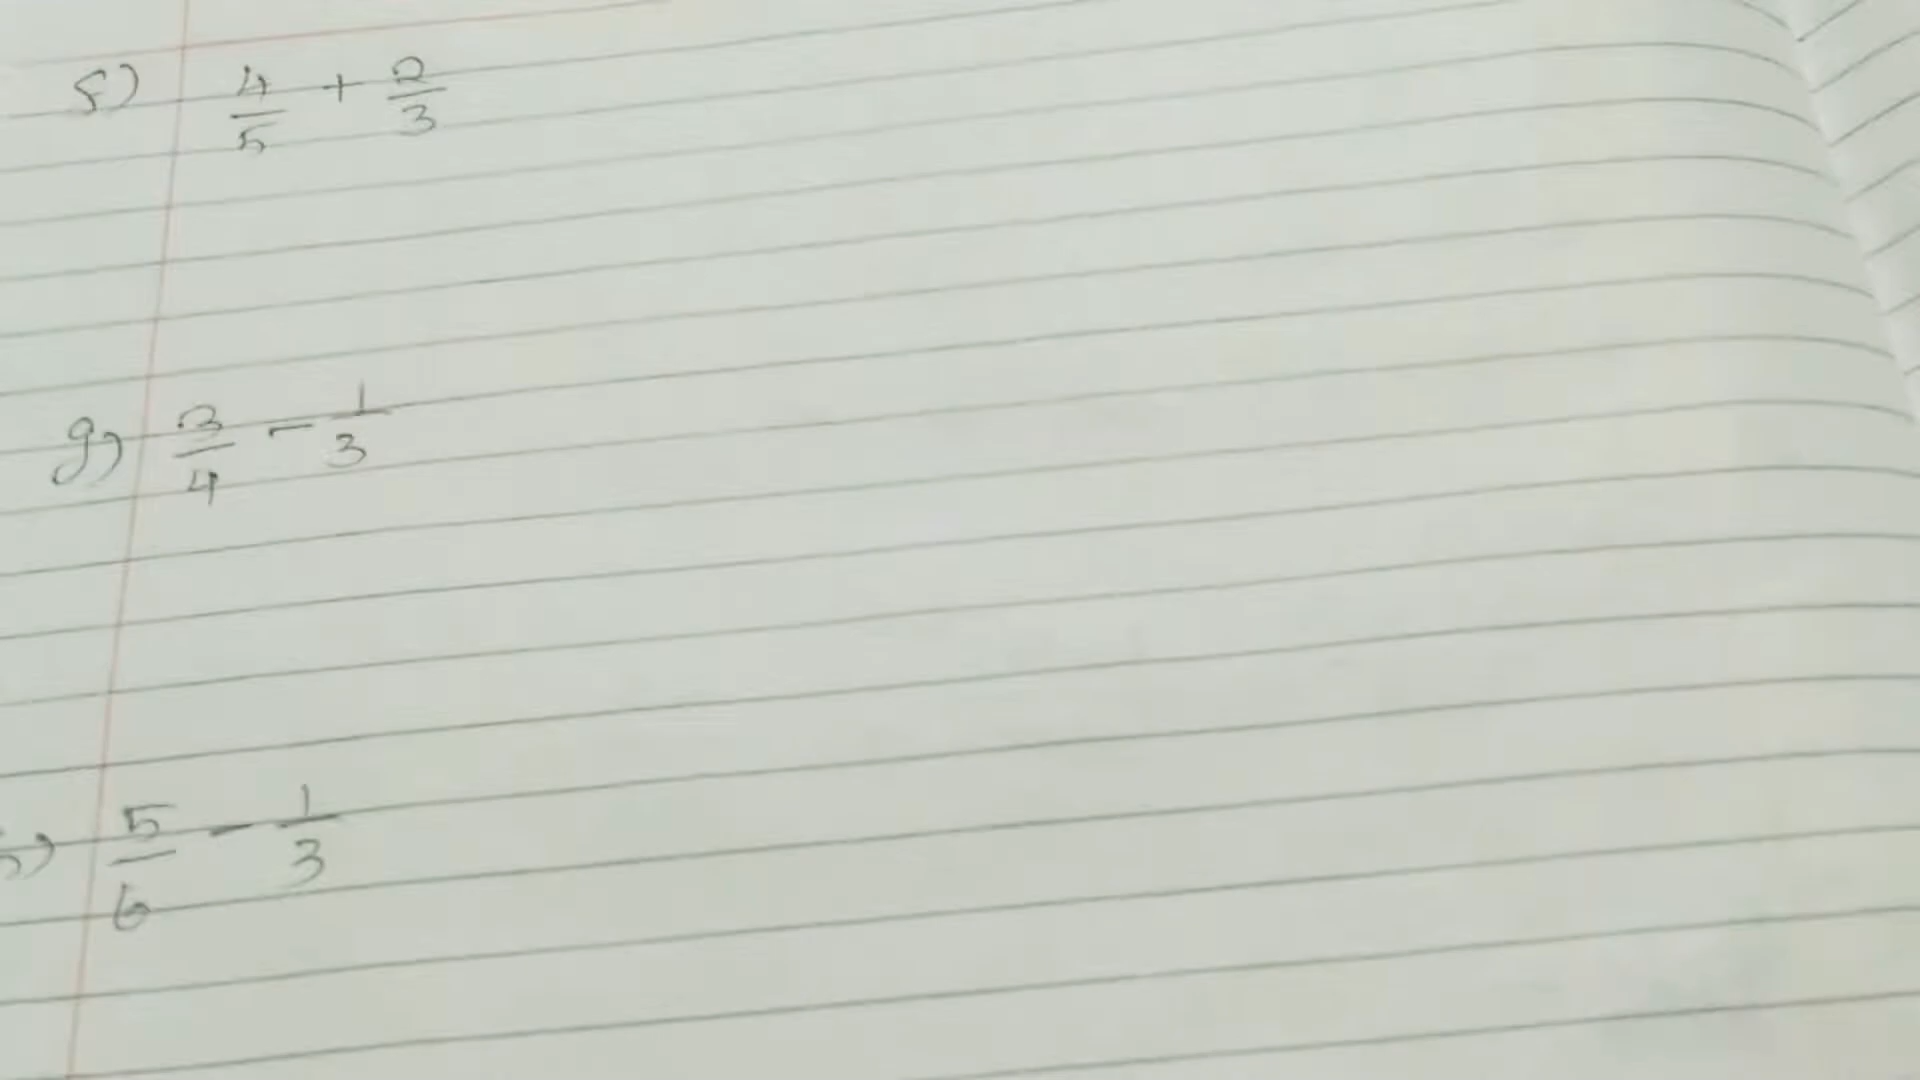 f) 4/5 + 2/3
g) 3/4 - 1/3
h) 5/6 - 1/3